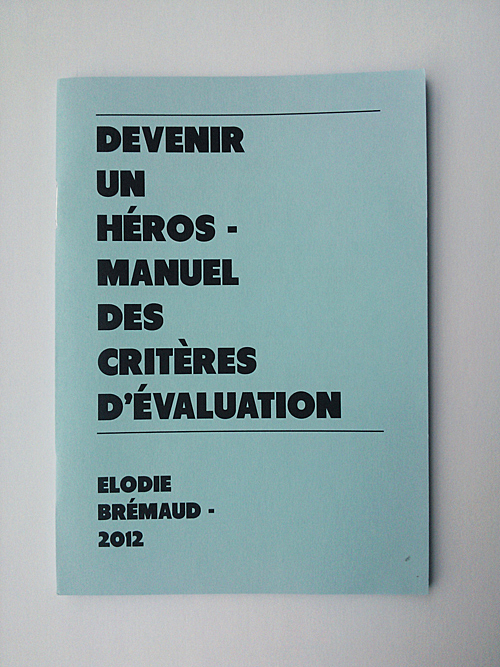 DEVENIR
UN
HÉROS -
MANUEL
DES
CRITÈRES
D'ÉVALUATION
ELODIE
BRÉMAUD -
2012